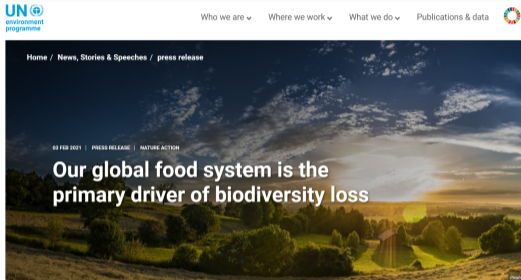 UN
environment
programme
Who we are Where we work What we do Publications & data
Home / News, Stories & Speeches / press release
03 FEB 2021 | PRESS RELEASE | NATURE ACTION
Our global food system is the
primary driver of biodiversity loss